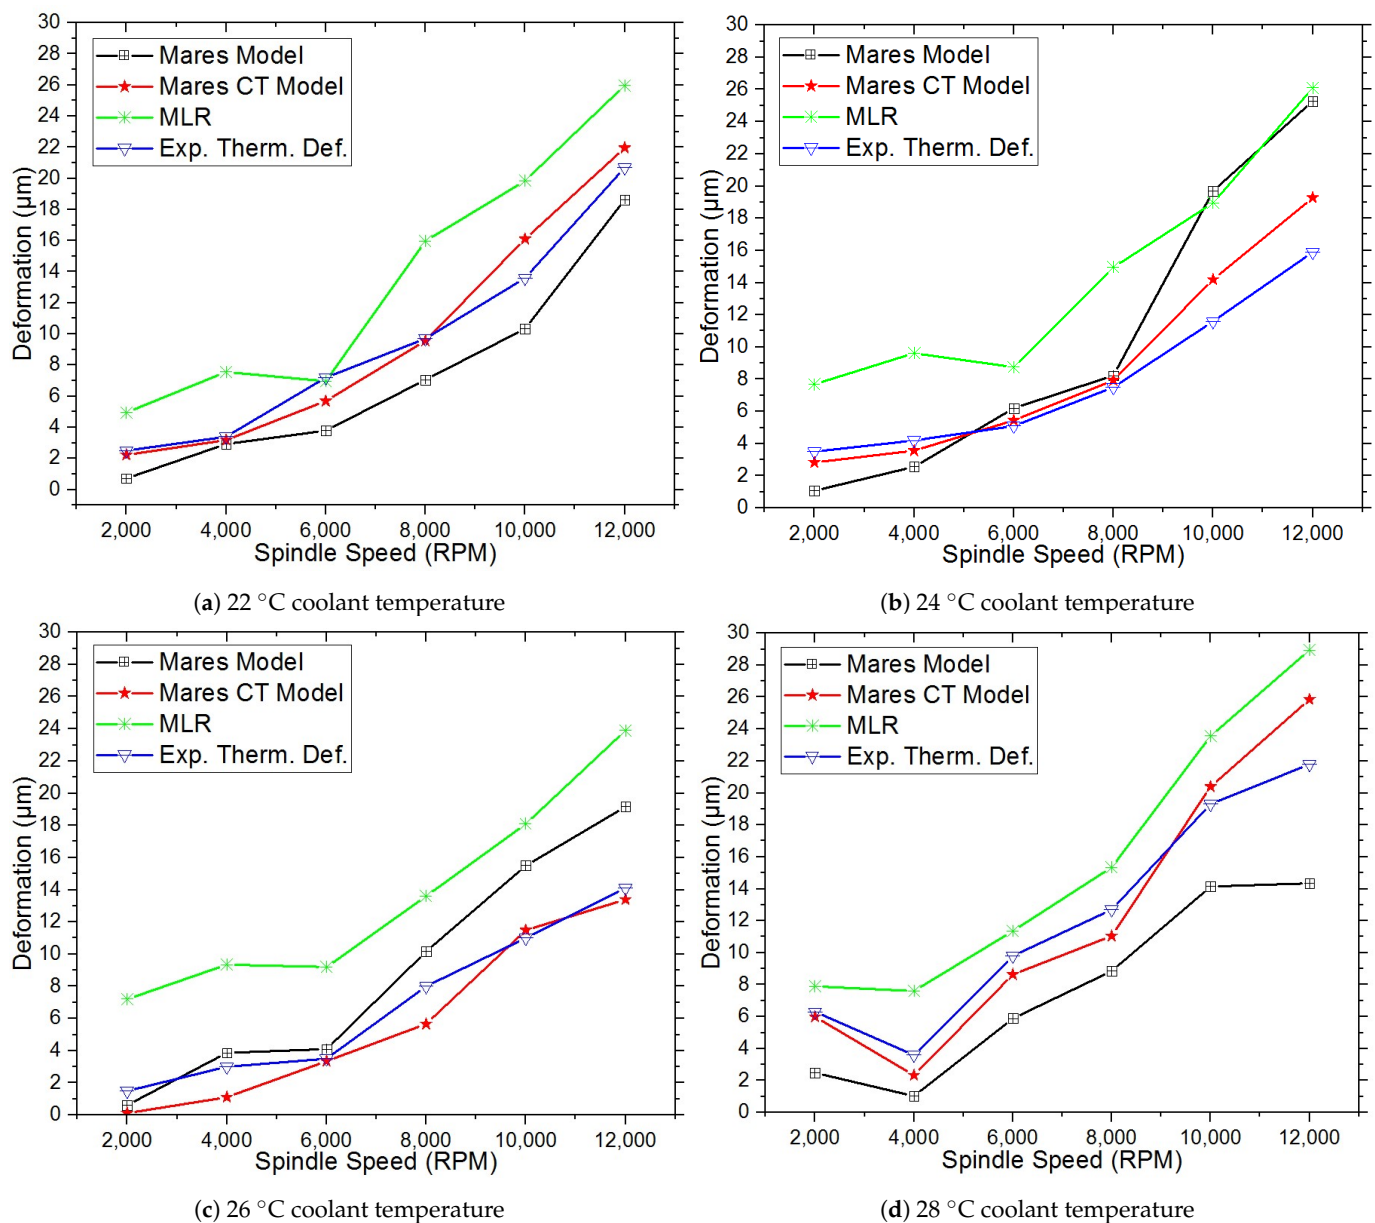 30
28
26
24
22
20
18
16
14
12
10
8
6
4
2
0
Deformation (µm)
Mares Model
Mares CT Model
MLR
Exp. Therm. Def.
2,000 4,000 6,000 8,000 10,000 12,000
Spindle Speed (RPM)
(a) 22 °C coolant temperature
30
28
26
24
22
20
18
16
14
12
10
8
6
4
2
0
Deformation (µm)
Mares Model
Mares CT Model
MLR
Exp. Therm. Def.
2,000 4,000 6,000 8,000 10,000 12,000
Spindle Speed (RPM)
(b) 24 °C coolant temperature
30
28
26
24
22
20
18
16
14
12
10
8
6
4
2
0
Deformation (µm)
Mares Model
Mares CT Model
MLR
Exp. Therm. Def.
2,000 4,000 6,000 8,000 10,000 12,000
Spindle Speed (RPM)
(c) 26 °C coolant temperature
30
28
26
24
22
20
18
16
14
12
10
8
6
4
2
0
Deformation (µm)
Mares Model
Mares CT Model
MLR
Exp. Therm. Def.
2,000 4,000 6,000 8,000 10,000 12,000
Spindle Speed (RPM)
(d) 28 °C coolant temperature